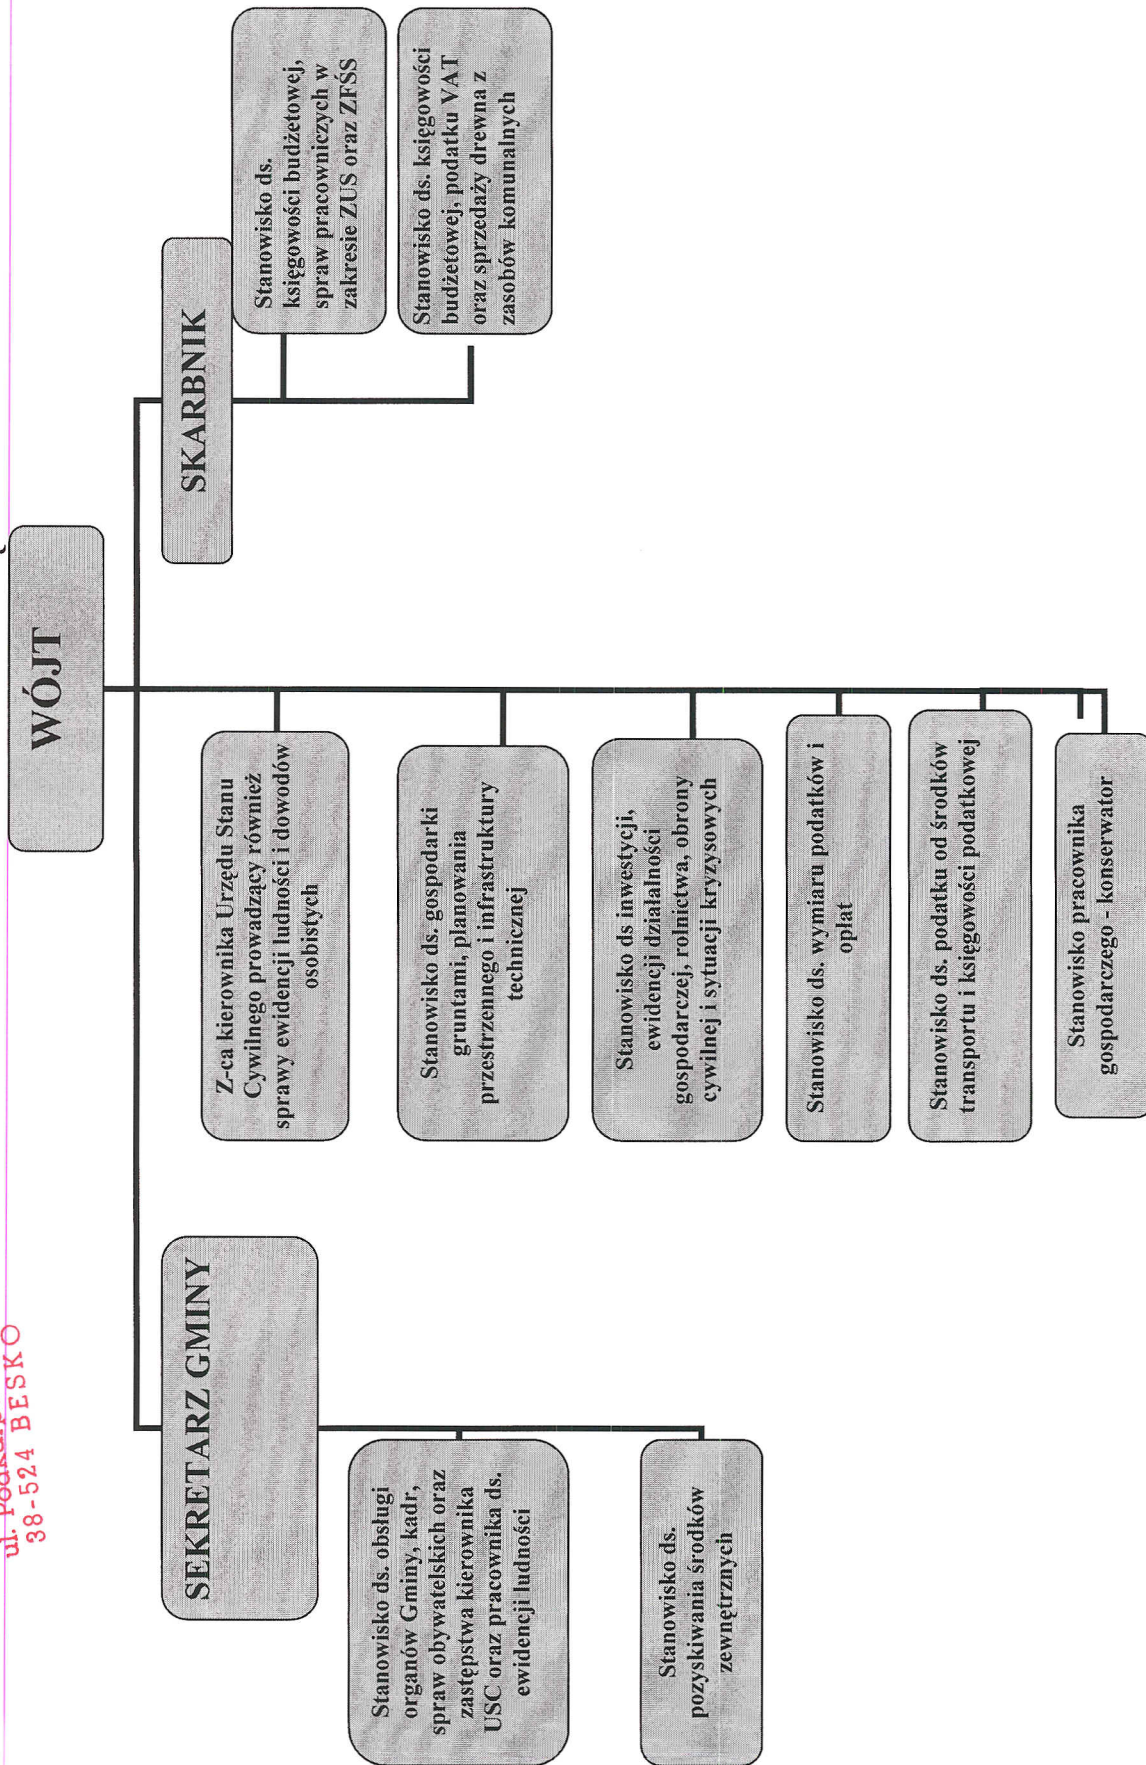 38-524 BESKO
WÓJT
SEKRETARZ GMINY
SKARBNIK
Stanowisko ds. obsługi
organów Gminy, kadr,
spraw obywatelskich oraz
zastępstwa kierownika
USC oraz pracownika ds.
ewidencji ludności
Stanowisko ds.
pozyskiwania środków
zewnętrznych
Z-ca kierownika Urzędu Stanu
Cywilnego prowadzący również
sprawy ewidencji ludności i dowodów
osobistych
Stanowisko ds. gospodarki
gruntami, planowania
przestrzennego i infrastruktury
technicznej
Stanowisko ds inwestycji,
ewidencji działalności
gospodarczej, rolnictwa, obrony
cywilnej i sytuacji kryzysowych
Stanowisko ds. wymiaru podatków i
opłat
Stanowisko ds. podatku od środków
transportu i księgowości podatkowej
Stanowisko pracownika
gospodarczego - konserwator
Stanowisko ds.
księgowości budżetowej,
spraw pracowniczych w
zakresie ZUS oraz ZFŚS
Stanowisko ds. księgowości
budżetowej, podatku VAT
oraz sprzedaży drewna z
zasobów komunalnych